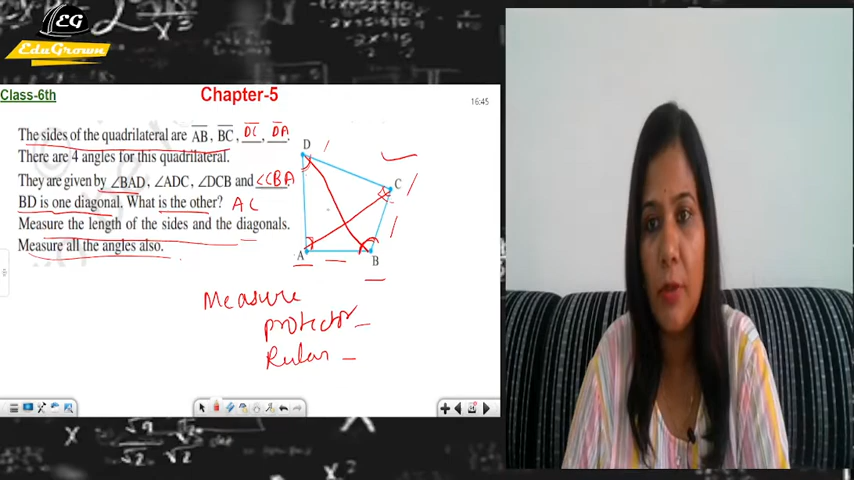 EG
EduGrown
Class-6th
Chapter-5
16:45
The sides of the quadrilateral are AB, BC, DC, DA.
There are 4 angles for this quadrilateral.
They are given by ∠BAD, ∠ADC, ∠DCB and ∠CBA
BD is one diagonal. What is the other? AC
Measure the length of the sides and the diagonals.
Measure all the angles also.
D
C
A
B
Measure
protector
Rular